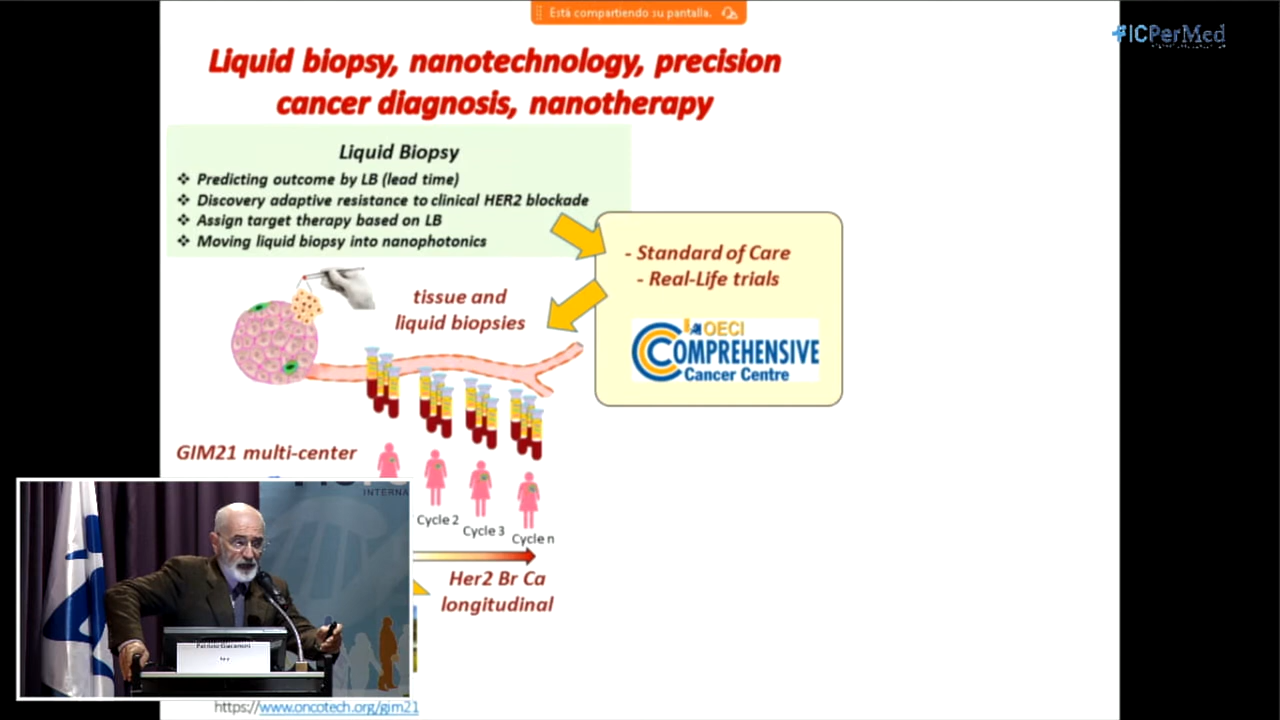 Está compartiendo su pantalla.
#ICPerMed
Liquid biopsy, nanotechnology, precision
cancer diagnosis, nanotherapy
Liquid Biopsy
❖ Predicting outcome by LB (lead time)
❖ Discovery adaptive resistance to clinical HER2 blockade
❖ Assign target therapy based on LB
❖ Moving liquid biopsy into nanophotonics
- Standard of Care
- Real-Life trials
OECI
COMPREHENSIVE
Cancer Centre
tissue and
liquid biopsies
GIM21 multi-center
Cycle 2
Cycle 3
Cycle n
Her2 Br Ca
longitudinal
INTERNA
Patrizio Giacomini
Italy
https://www.oncotech.org/gim21